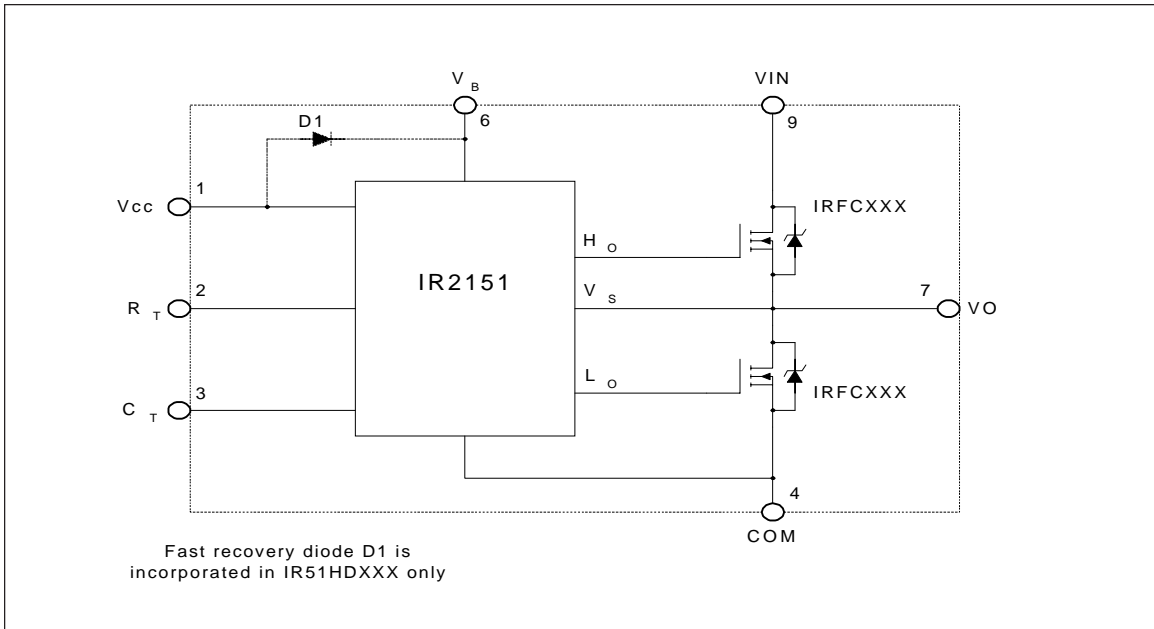 V B
6
VIN
9
D1
1
Vcc
IRFCXXX
H O
IR2151
2
R T
V S
7
VO
L O
IRFCXXX
3
C T
4
COM
Fast recovery diode D1 is
incorporated in IR51HDXXX only